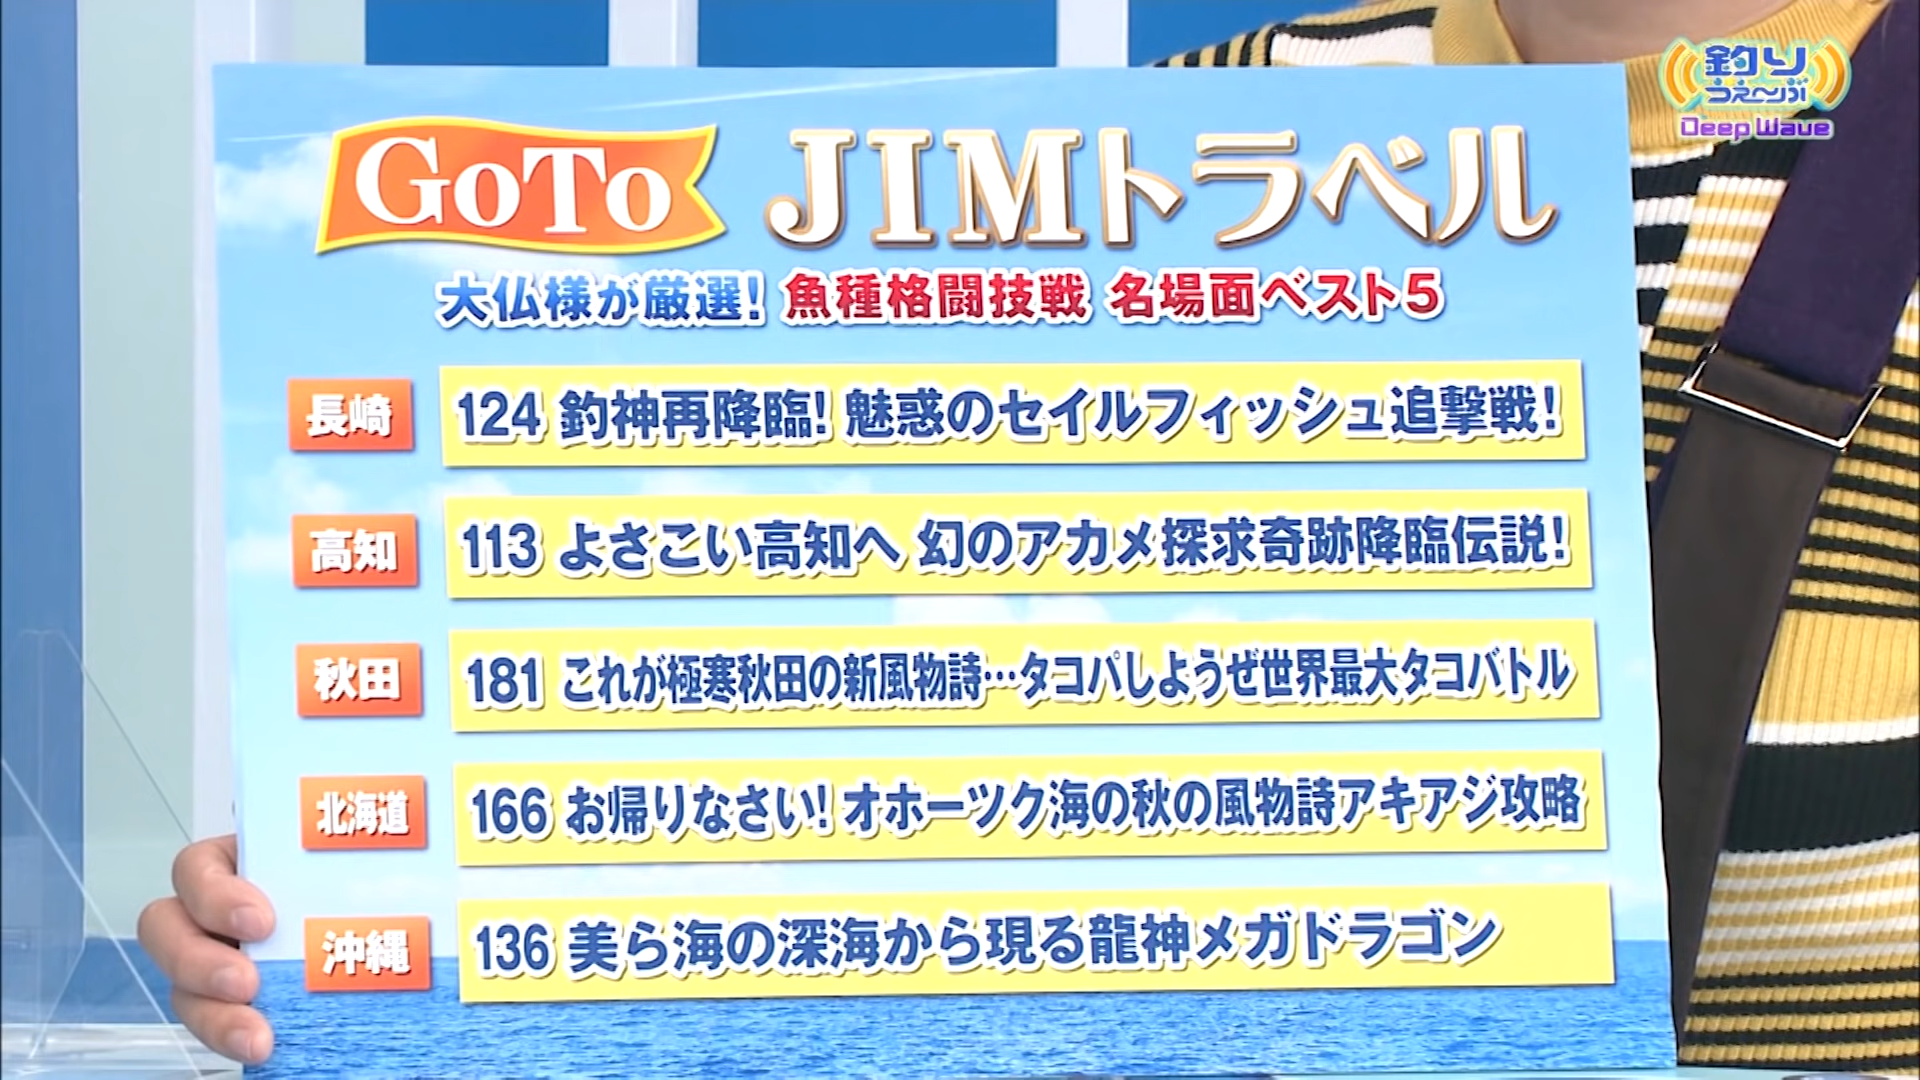 釣り
うぇ〜ぶ
Deep Wave
GoTo JIMトラベル
大仏様が厳選! 魚種格闘技戦 名場面ベスト5
長崎 124 釣神再降臨! 魅惑のセイルフィッシュ追撃戦!
高知 113 よさこい高知へ 幻のアカメ探求奇跡降臨伝説!
秋田 181 これが極寒秋田の新風物詩…タコパしようぜ世界最大タコバトル
北海道 166 お帰りなさい! オホーツク海の秋の風物詩アキアジ攻略
沖縄 136 美ら海の深海から現る龍神メガドラゴン